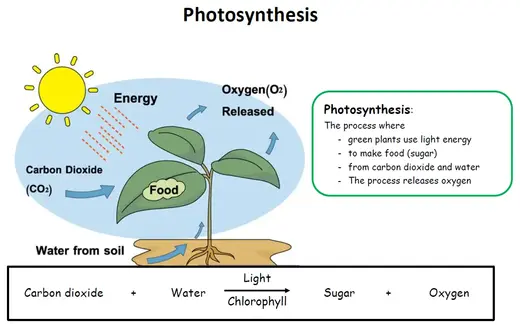 Photosynthesis
Energy
Oxygen(O₂)
Released
Carbon Dioxide
(CO₂)
Food
Water from soil
Photosynthesis:
The process where
- green plants use light energy
- to make food (sugar)
- from carbon dioxide and water
- The process releases oxygen
Light
Carbon dioxide + Water Sugar + Oxygen
Chlorophyll